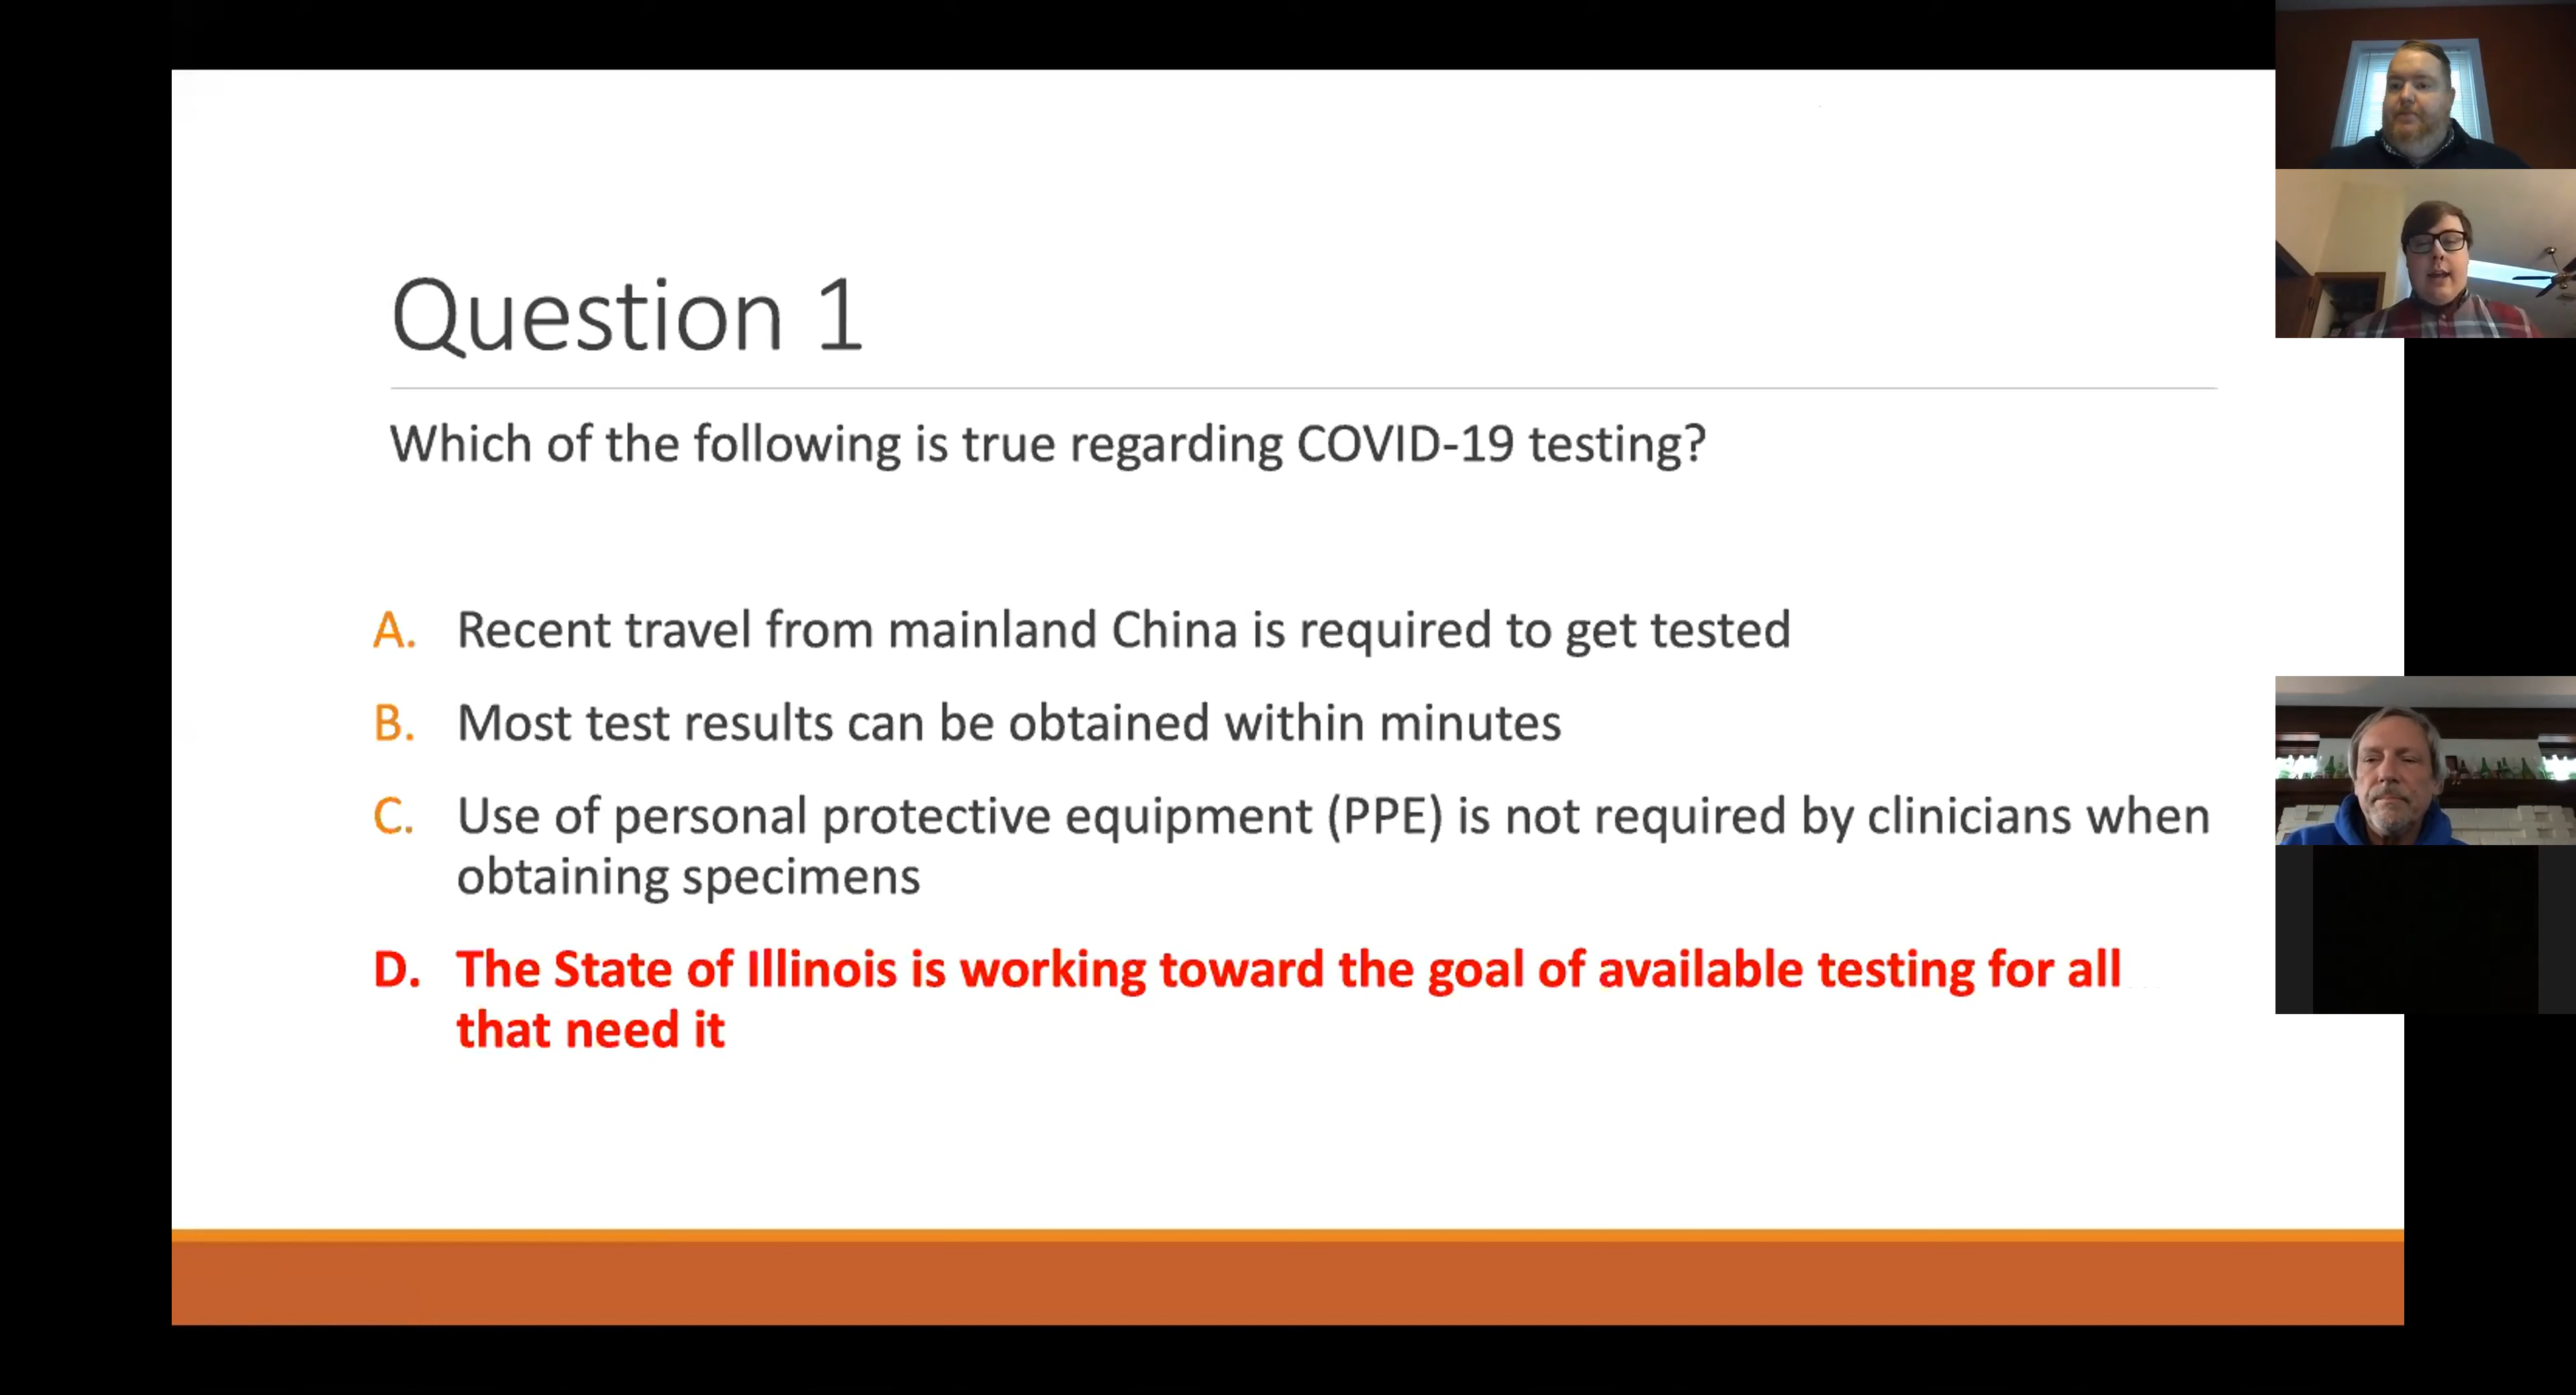 Question 1
Which of the following is true regarding COVID-19 testing?
A. Recent travel from mainland China is required to get tested
B. Most test results can be obtained within minutes
C. Use of personal protective equipment (PPE) is not required by clinicians when
obtaining specimens
D. The State of Illinois is working toward the goal of available testing for all
that need it